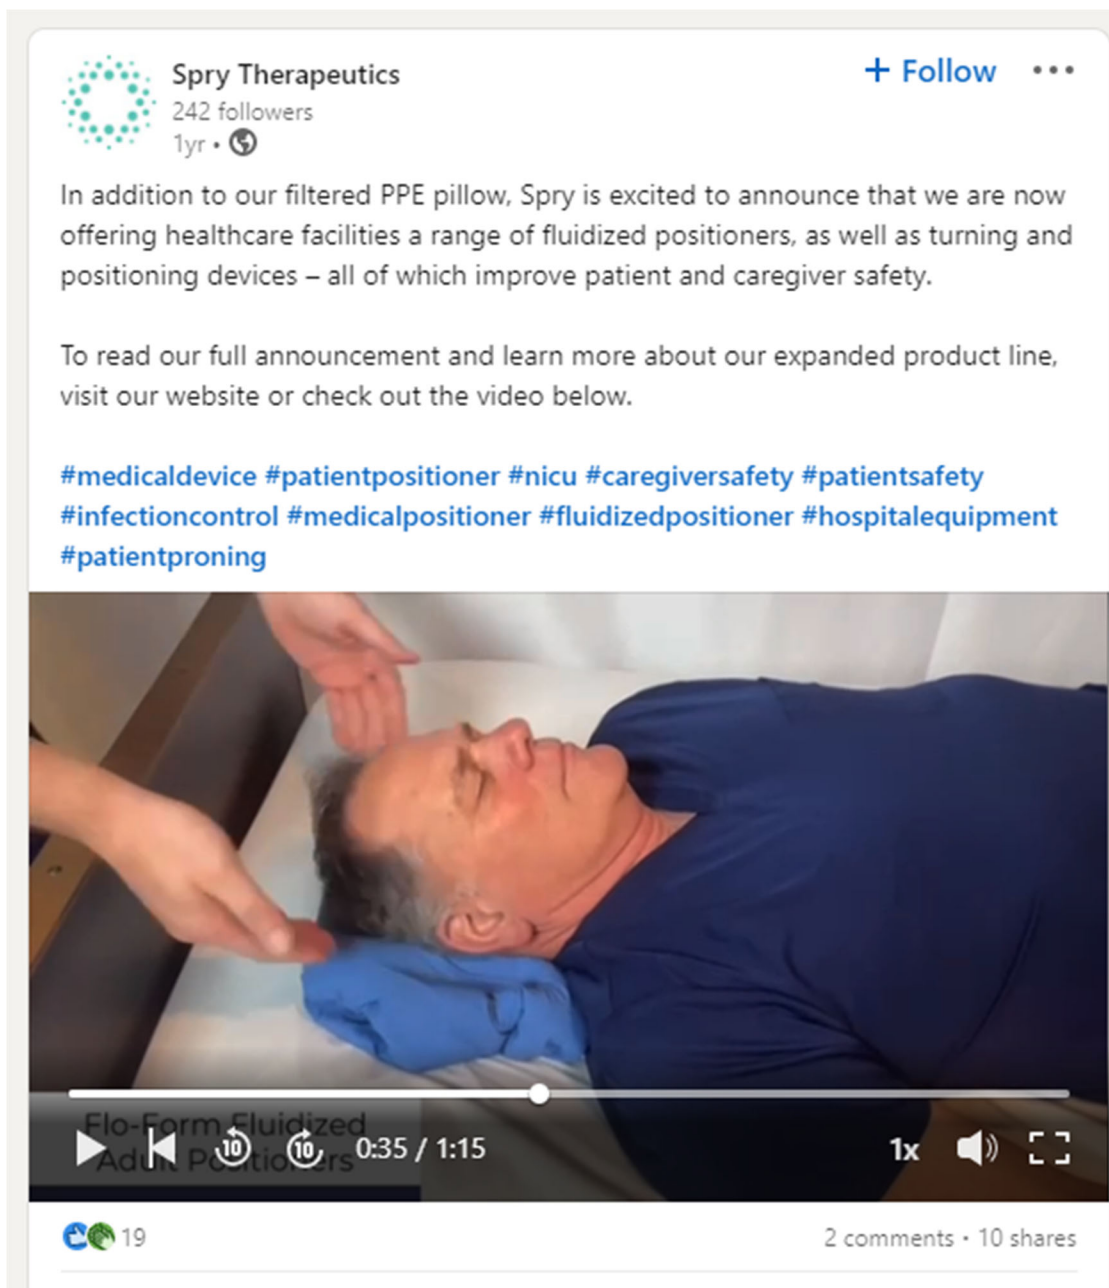 Spry Therapeutics
+ Follow
242 followers
1yr •
In addition to our filtered PPE pillow, Spry is excited to announce that we are now
offering healthcare facilities a range of fluidized positioners, as well as turning and
positioning devices – all of which improve patient and caregiver safety.
To read our full announcement and learn more about our expanded product line,
visit our website or check out the video below.
#medicaldevice #patientpositioner #nicu #caregiversafety #patientsafety
#infectioncontrol #medicalpositioner #fluidizedpositioner #hospitalequipment
#patientproning
Flo-Form Fluidized
Adult Positioners
10 10 0:35 / 1:15 1x
19 2 comments • 10 shares